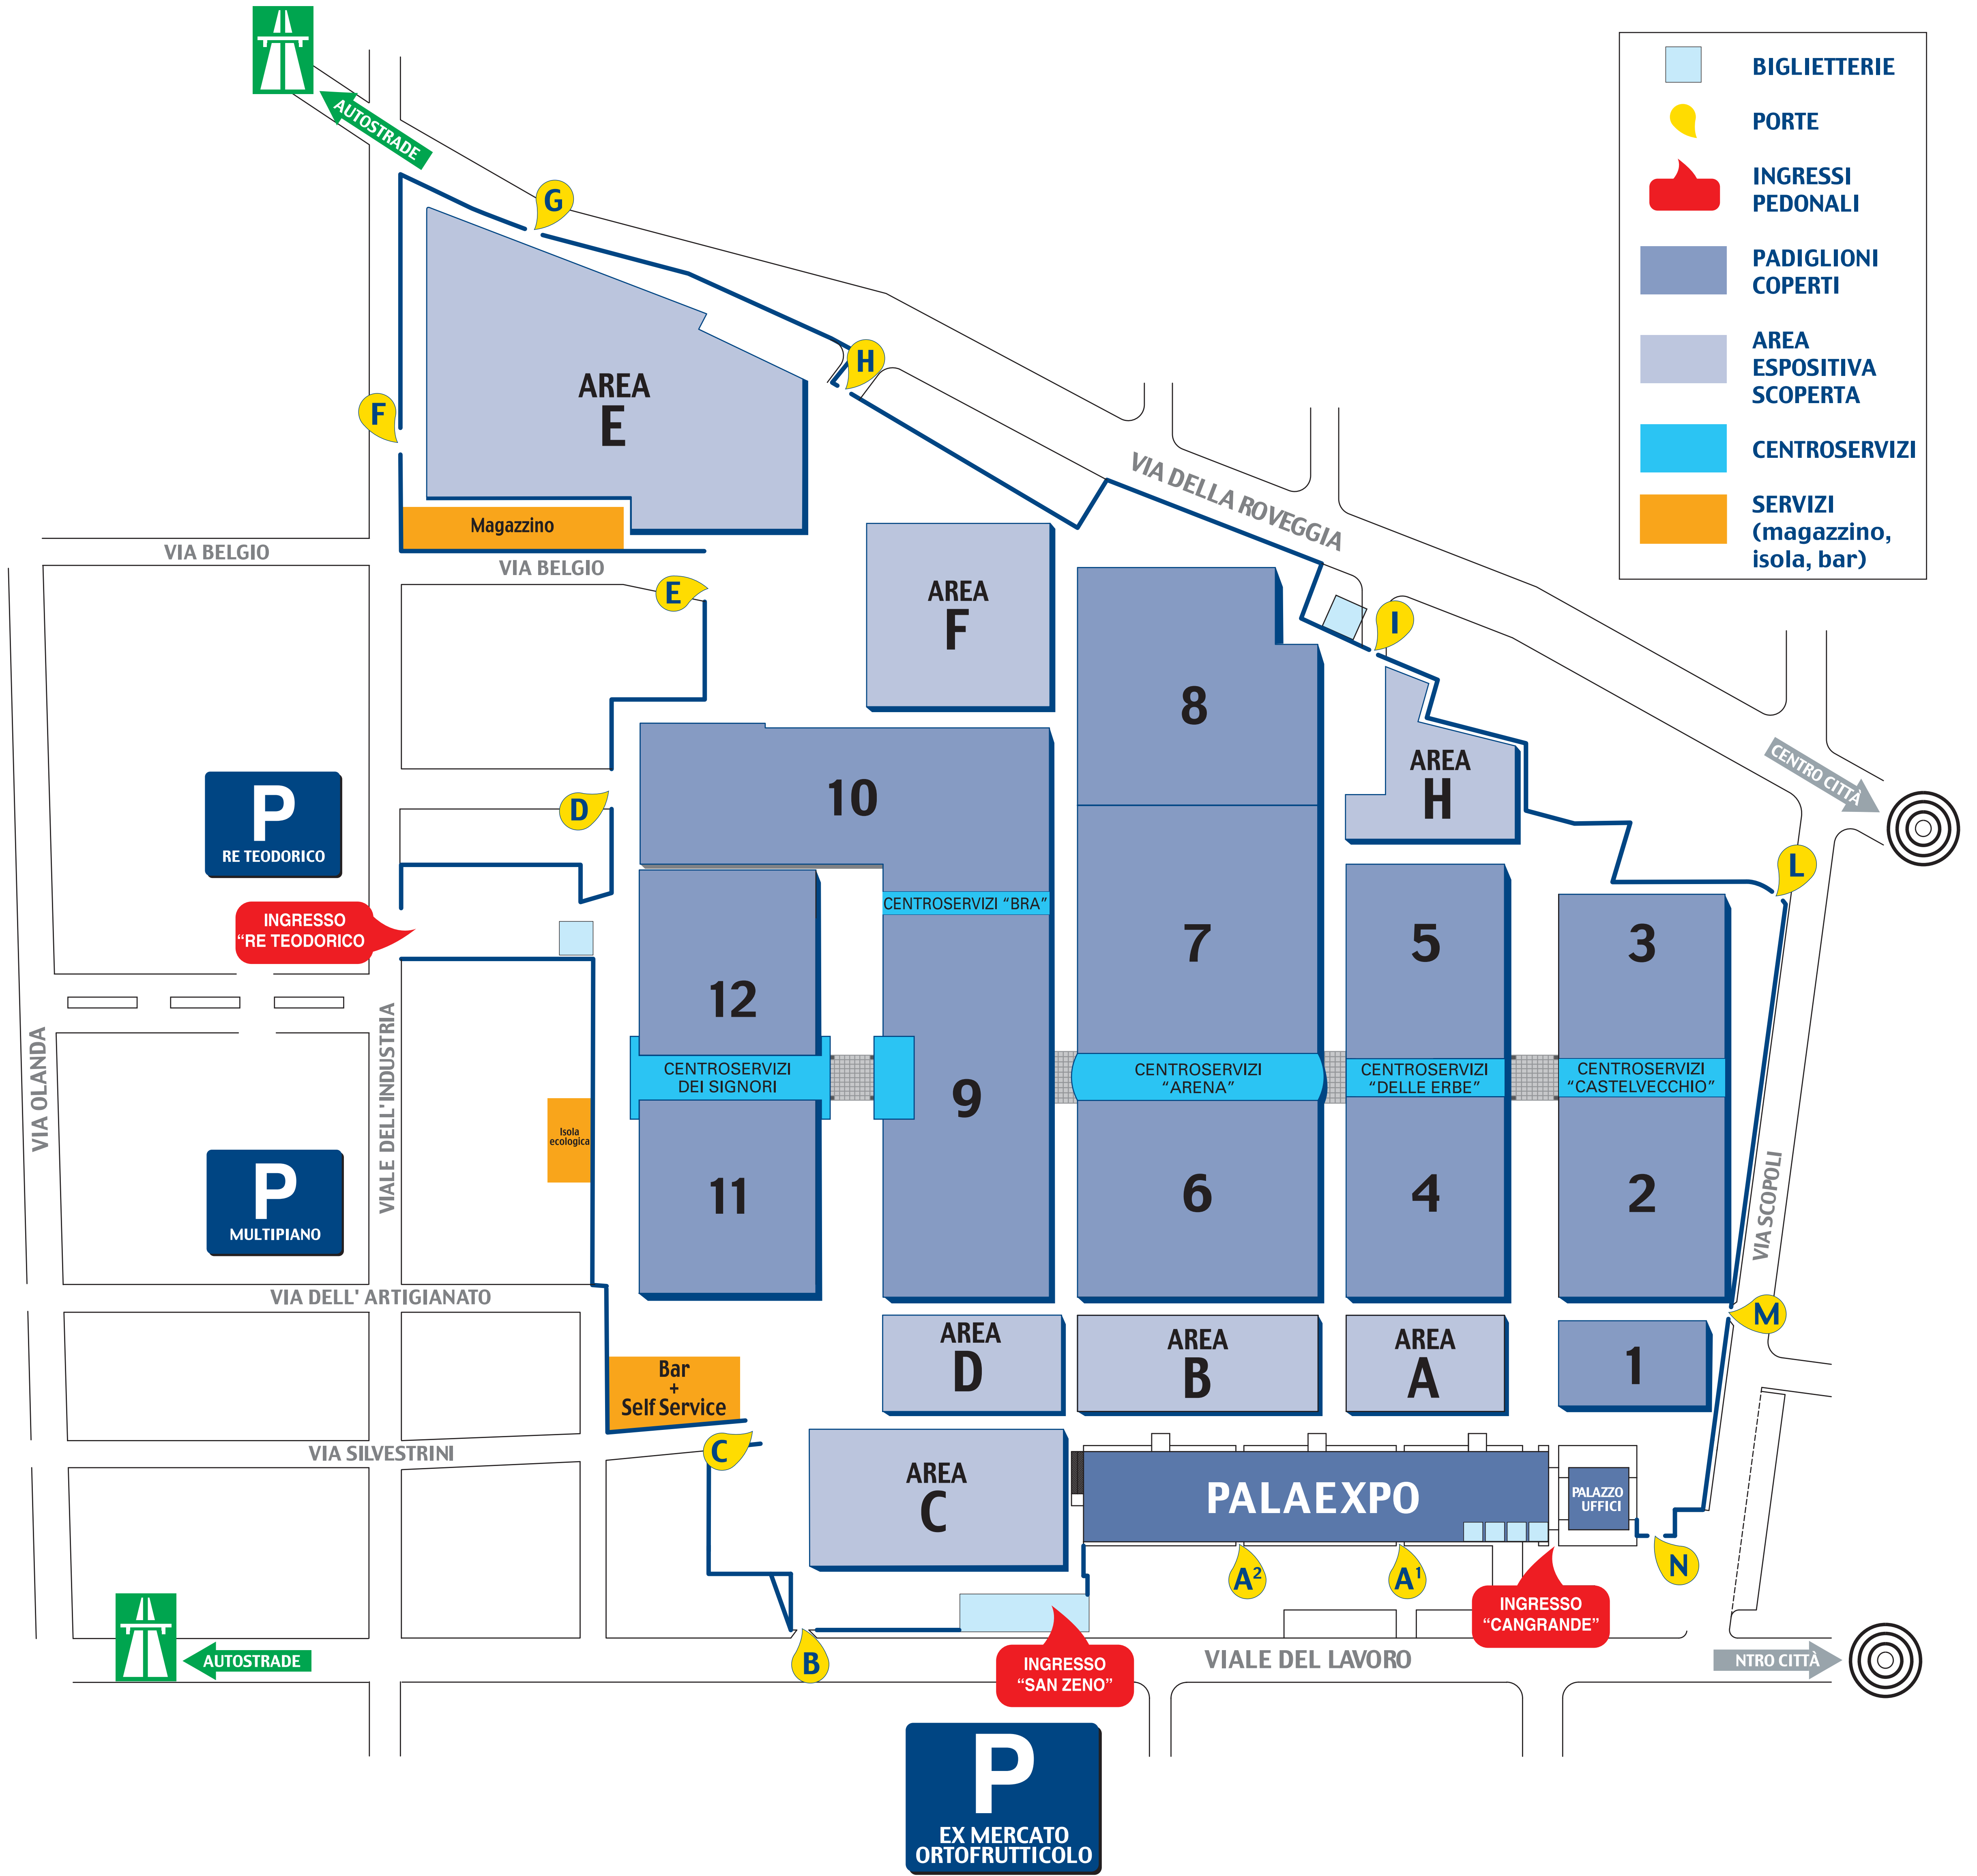 AUTOSTRADE
G
H
F
AREA
E
Magazzino
VIA BELGIO
VIA BELGIO
E
VIA DELLA ROVEGGIA
BIGLIETTERIE
PORTE
INGRESSI
PEDONALI
PADIGLIONI
COPERTI
AREA
ESPOSITIVA
SCOPERTA
CENTROSERVIZI
SERVIZI
(magazzino,
isola, bar)
AREA
F
I
8
AREA
H
CENTRO CITTÀ
L
P
RE TEODORICO
D
10
INGRESSO
“RE TEODORICO
CENTROSERVIZI “BRA”
12
7
5
3
VIA OLANDA
VIALE DELL'INDUSTRIA
CENTROSERVIZI
DEI SIGNORI
9
CENTROSERVIZI
“ARENA”
CENTROSERVIZI
“DELLE ERBE”
CENTROSERVIZI
“CASTELVECCHIO”
Isola
ecologica
P
MULTIPIANO
11
6
4
2
VIA SCOPOLI
VIA DELL' ARTIGIANATO
M
AREA
D
AREA
B
AREA
A
1
Bar
+
Self Service
VIA SILVESTRINI
C
AREA
C
PALAEXPO
PALAZZO
UFFICI
A2
A1
N
INGRESSO
“CANGRANDE”
AUTOSTRADE
B
INGRESSO
“SAN ZENO”
VIALE DEL LAVORO
NTRO CITTÀ
P
EX MERCATO
ORTOFRUTTICOLO